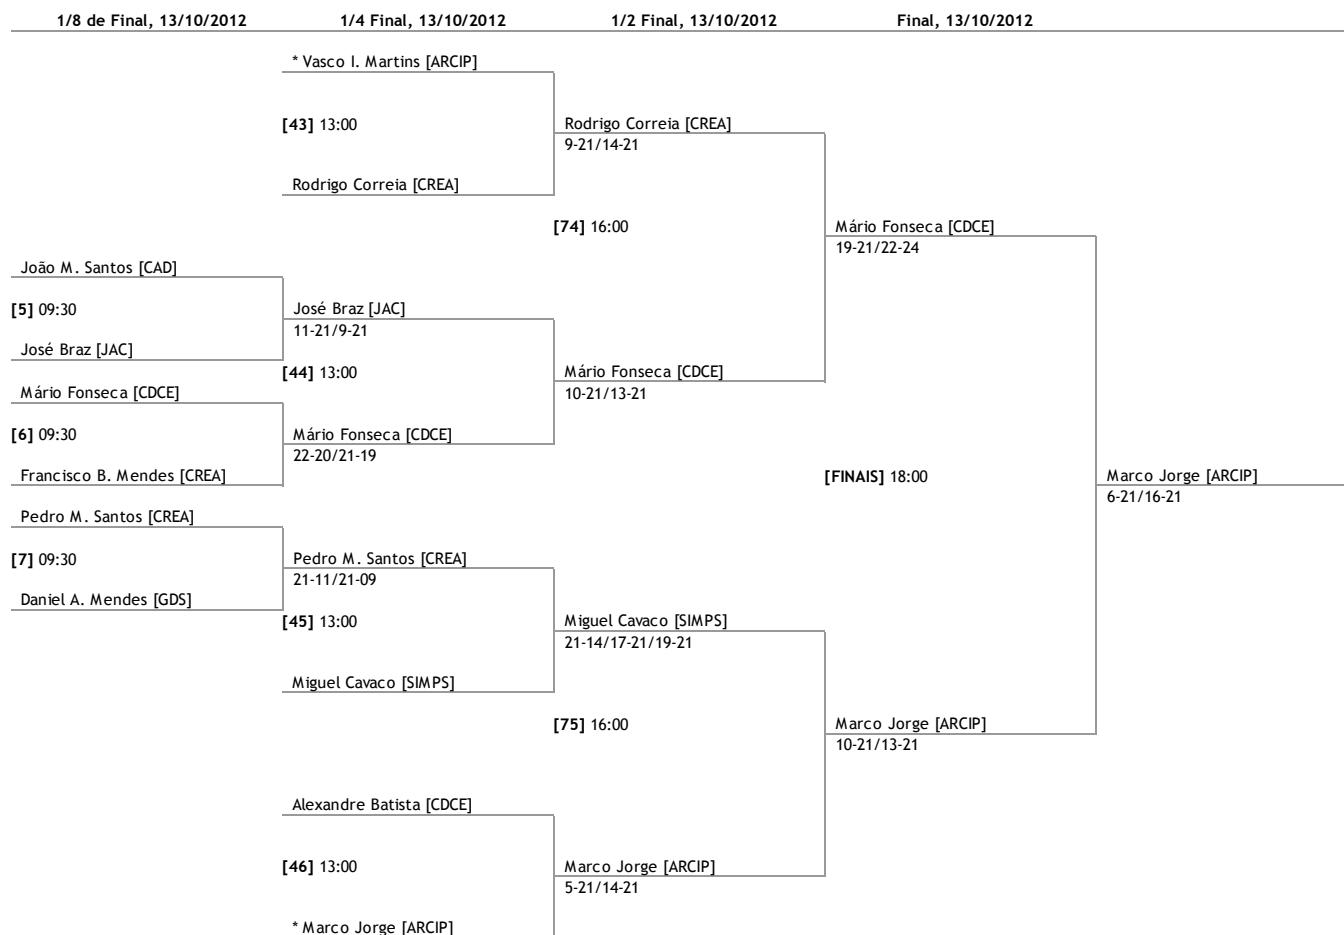 1/8 de Final, 13/10/2012 1/4 Final, 13/10/2012 1/2 Final, 13/10/2012 Final, 13/10/2012
* Vasco I. Martins [ARCIP]
[43] 13:00
Rodrigo Correia [CREA]
9-21/14-21
Rodrigo Correia [CREA]
[74] 16:00
Mário Fonseca [CDCE]
19-21/22-24
João M. Santos [CAD]
[5] 09:30
José Braz [JAC]
11-21/9-21
José Braz [JAC]
[44] 13:00
Mário Fonseca [CDCE]
10-21/13-21
Mário Fonseca [CDCE]
[6] 09:30
Mário Fonseca [CDCE]
22-20/21-19
Francisco B. Mendes [CREA]
[FINAIS] 18:00
Marco Jorge [ARCIP]
6-21/16-21
Pedro M. Santos [CREA]
[7] 09:30
Pedro M. Santos [CREA]
21-11/21-09
Daniel A. Mendes [GDS]
[45] 13:00
Miguel Cavaco [SIMPS]
21-14/17-21/19-21
Miguel Cavaco [SIMPS]
[75] 16:00
Marco Jorge [ARCIP]
10-21/13-21
Alexandre Batista [CDCE]
[46] 13:00
Marco Jorge [ARCIP]
5-21/14-21
* Marco Jorge [ARCIP]